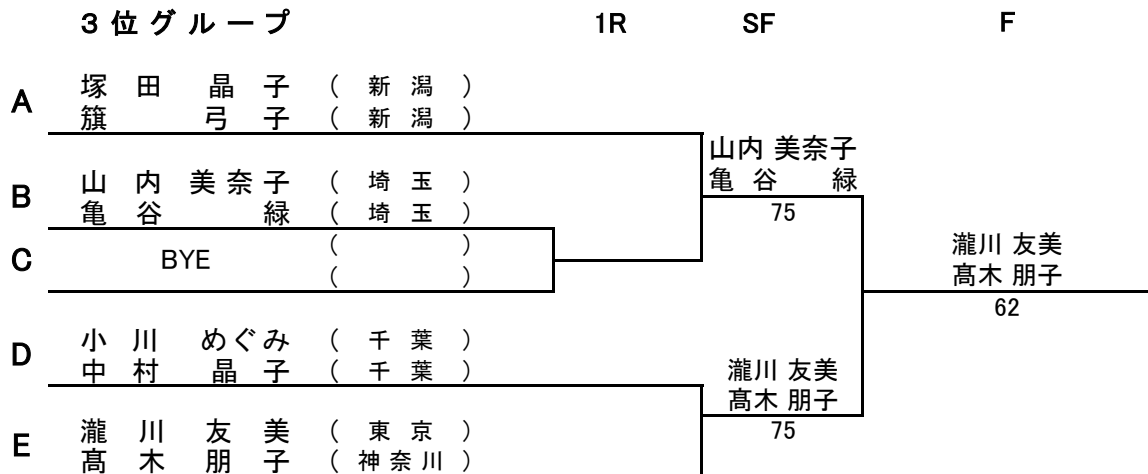 3位グループ 1R SF F
A 塚田 晶子 ( 新潟 )
籏 弓子 ( 新潟 )
山内 美奈子
亀谷 緑
75
B 山内 美奈子 ( 埼玉 )
亀谷 緑 ( 埼玉 )
C BYE ( )
( )
瀧川 友美
髙木 朋子
62
D 小川 めぐみ ( 千葉 )
中村 晶子 ( 千葉 )
瀧川 友美
髙木 朋子
75
E 瀧川 友美 ( 東京 )
髙木 朋子 ( 神奈川 )